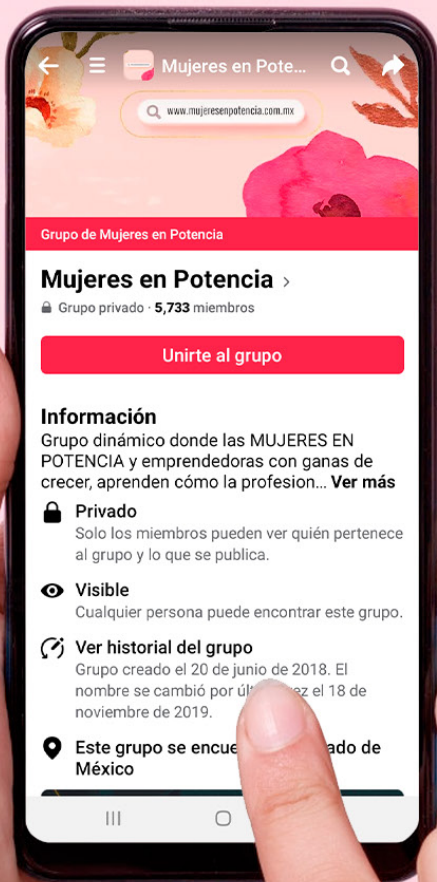 Mujeres en Pote...
www.mujeresenpotencia.com.mx
Grupo de Mujeres en Potencia
Mujeres en Potencia
Grupo privado · 5,733 miembros
Unirte al grupo
Información
Grupo dinámico donde las MUJERES EN
POTENCIA y emprendedoras con ganas de
crecer, aprenden cómo la profesion... Ver más
Privado
Solo los miembros pueden ver quién pertenece
al grupo y lo que se publica.
Visible
Cualquier persona puede encontrar este grupo.
Ver historial del grupo
Grupo creado el 20 de junio de 2018. El
nombre se cambió por el 18 de
noviembre de 2019.
Este grupo se de
México